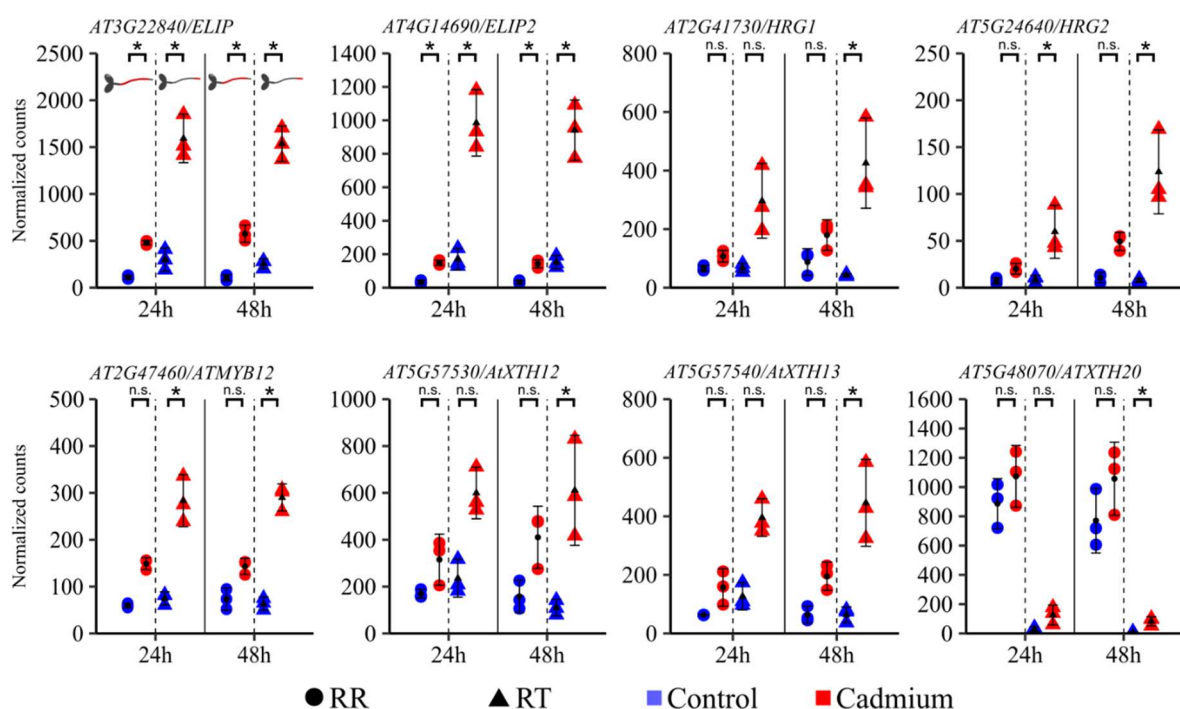 AT3G22840/ELIP
* * * *
Normalized counts
2500
2000
1500
1000
500
0
24h 48h
AT4G14690/ELIP2
* * * *
1400
1200
1000
800
600
400
200
0
24h 48h
AT2G41730/HRG1
n.s. n.s. n.s. *
800
600
400
200
0
24h 48h
AT5G24640/HRG2
n.s. * n.s. *
250
200
150
100
50
0
24h 48h
AT2G47460/ATMYB12
n.s. * n.s. *
Normalized counts
500
400
300
200
100
0
24h 48h
AT5G57530/AtXTH12
n.s. n.s. n.s. *
1000
800
600
400
200
0
24h 48h
AT5G57540/AtXTH13
n.s. n.s. n.s. *
800
600
400
200
0
24h 48h
AT5G48070/ATXTH20
n.s. n.s. n.s. *
1600
1400
1200
1000
800
600
400
200
0
24h 48h
RR RT Control Cadmium